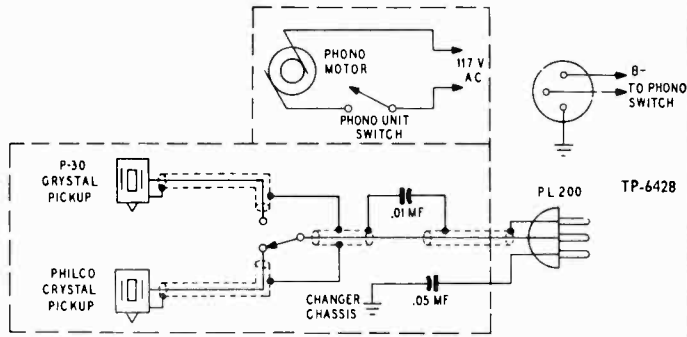 PHONO
MOTOR
117 V
AC
PHONO UNIT
SWITCH
B-
TO PHONO
SWITCH
P-30
CRYSTAL
PICKUP
.01 MF
PL 200
TP-6428
PHILCO
CRYSTAL
PICKUP
CHANGER
CHASSIS
.05 MF